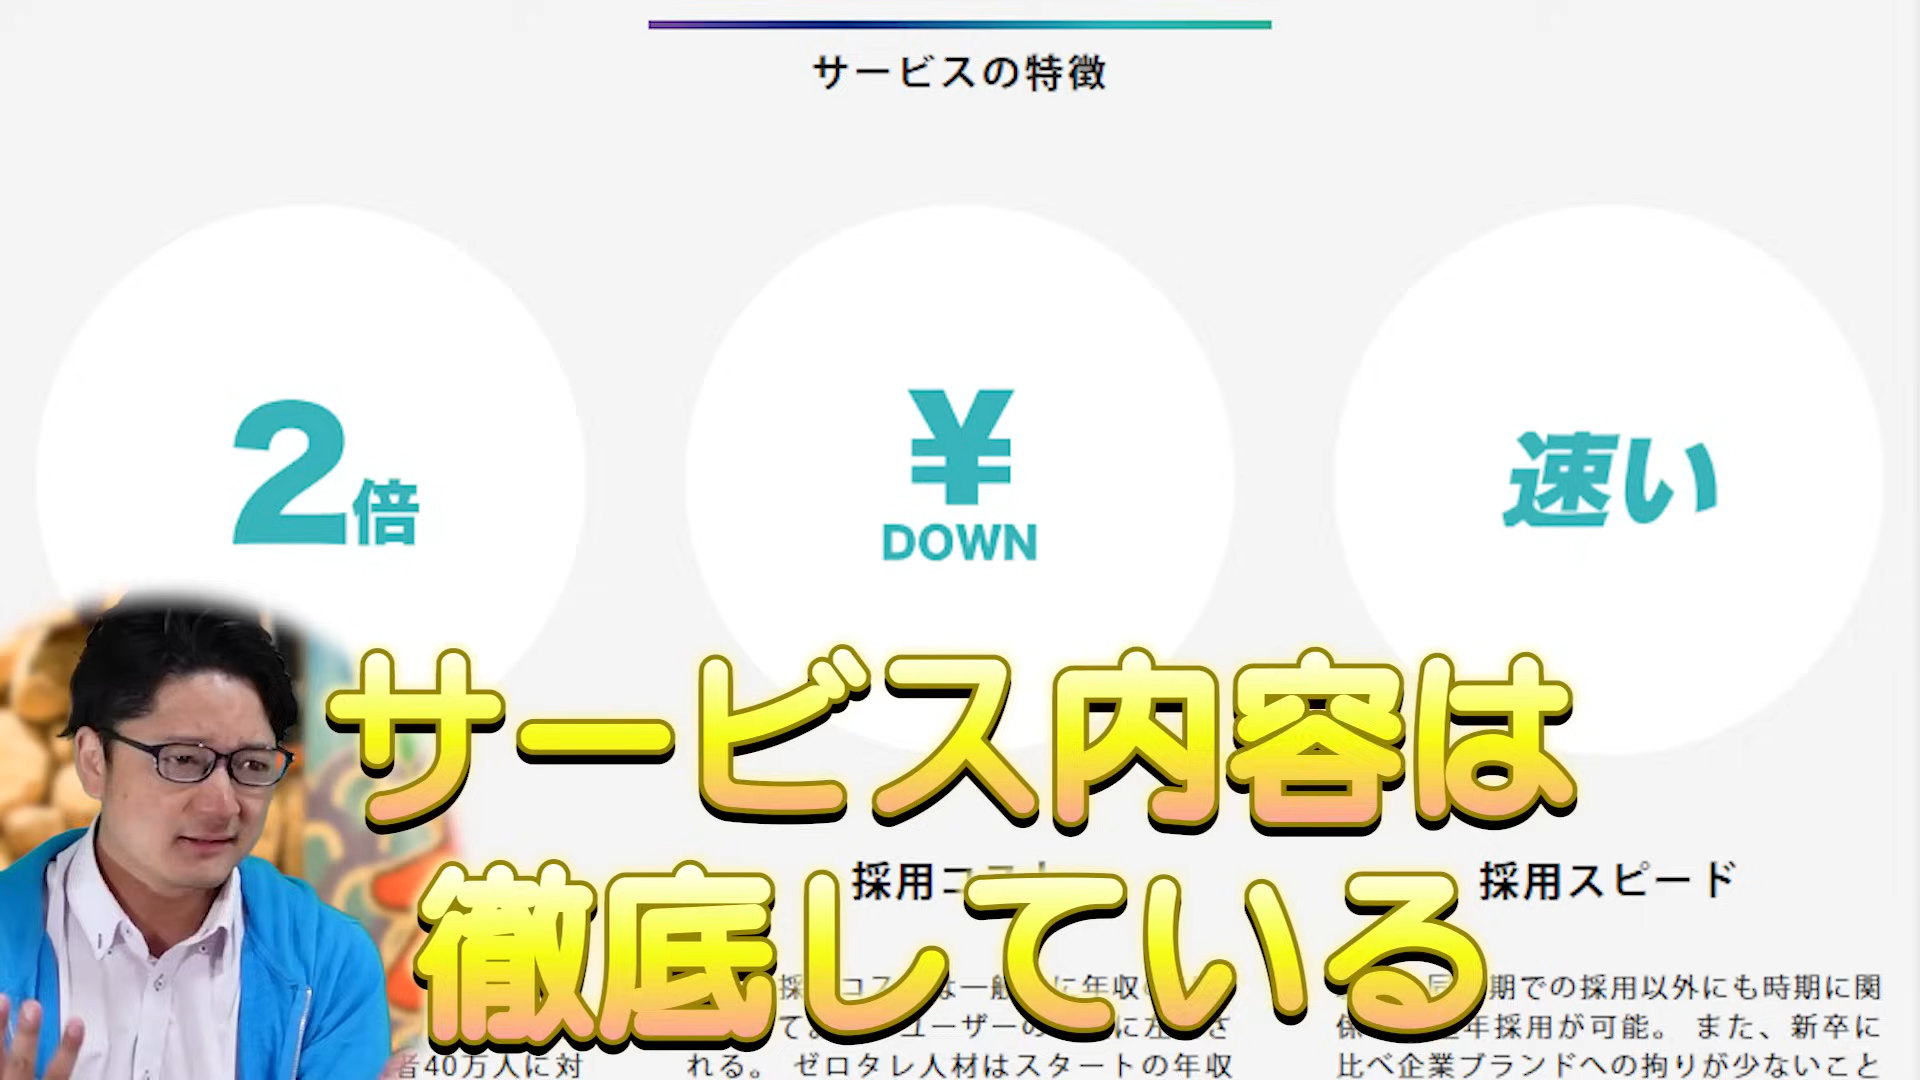 サービスの特徴
2倍
¥
DOWN
速い
サービス内容は
徹底している
採用コスト
採用スピード
者40万人に対
年収
れる。 ゼロタレ人材はスタートの年収
期での採用以外にも時期に関
年採用が可能。 また、新卒に
比べ企業ブランドへの拘りが少ないこと